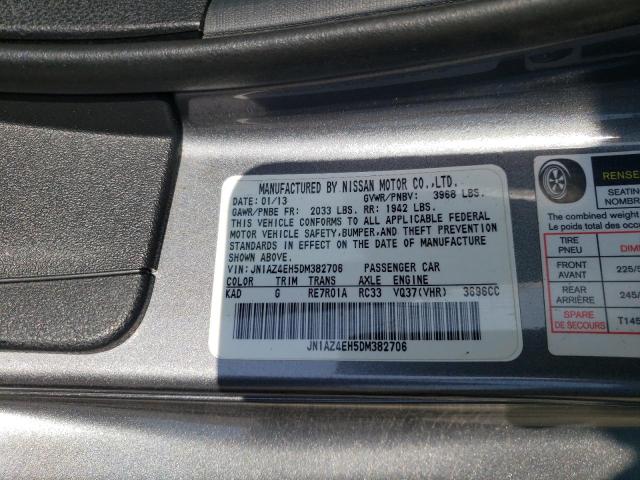 MANUFACTURED BY NISSAN MOTOR CO.,LTD.
DATE: 01/13 GVWR/PNBV: 3968 LBS.
GAWR/PNBE FR: 2033 LBS. RR: 1942 LBS.
THIS VEHICLE CONFORMS TO ALL APPLICABLE FEDERAL
MOTOR VEHICLE SAFETY,BUMPER,AND THEFT PREVENTION
STANDARDS IN EFFECT ON THE DATE OF MANUFACTURE
SHOWN ABOVE.
VIN: JN1AZ4EH5DM382706 PASSENGER CAR
COLOR TRIM TRANS AXLE ENGINE
KAD G RE7R01A RC33 VQ37(VHR) 3696CC
JN1AZ4EH5DM382706
RENSE
SEATIN
NOMBR
The combined weight
Le poids total des occu
TIRE
PNEU
DIME
FRONT
AVANT
225/5
REAR
ARRIÈRE
245/
SPARE
DE SECOURS
T145